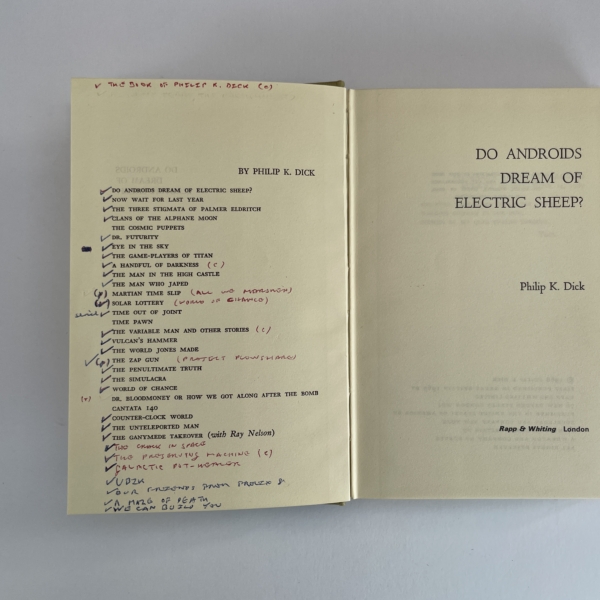 ✓ THE BOOK OF PHILIP K. DICK (C)
BY PHILIP K. DICK
✓ DO ANDROIDS DREAM OF ELECTRIC SHEEP?
✓ NOW WAIT FOR LAST YEAR
✓ THE THREE STIGMATA OF PALMER ELDRITCH
✓ CLANS OF THE ALPHANE MOON
THE COSMIC PUPPETS
✓ DR. FUTURITY
✓ EYE IN THE SKY
✓ THE GAME-PLAYERS OF TITAN
✓ A HANDFUL OF DARKNESS (C)
✓ THE MAN IN THE HIGH CASTLE
✓ THE MAN WHO JAPED
MARTIAN TIME SLIP (ALL WE MARSMEN)
SOLAR LOTTERY (WORLD OF CHANCE)
✓ TIME OUT OF JOINT
TIME PAWN
✓ THE VARIABLE MAN AND OTHER STORIES (C)
✓ VULCAN'S HAMMER
✓ THE WORLD JONES MADE
✓ THE ZAP GUN (PROJECT PLOWSHARE)
✓ THE PENULTIMATE TRUTH
✓ THE SIMULACRA
✓ WORLD OF CHANCE
DR. BLOODMONEY OR HOW WE GOT ALONG AFTER THE BOMB
CANTATA 140
✓ COUNTER-CLOCK WORLD
✓ THE UNTELEPORTED MAN
✓ THE GANYMEDE TAKEOVER (with Ray Nelson)
✓ THE CRACK IN SPACE
✓ THE PRESERVING MACHINE (C)
✓ GALACTIC POT-HEALER
✓ UBIK
✓ OUR FRIENDS FROM FROLIX 8
✓ A MAZE OF DEATH
✓ WE CAN BUILD YOU
DO ANDROIDS
DREAM OF
ELECTRIC SHEEP?
Philip K. Dick
Rapp & Whiting London